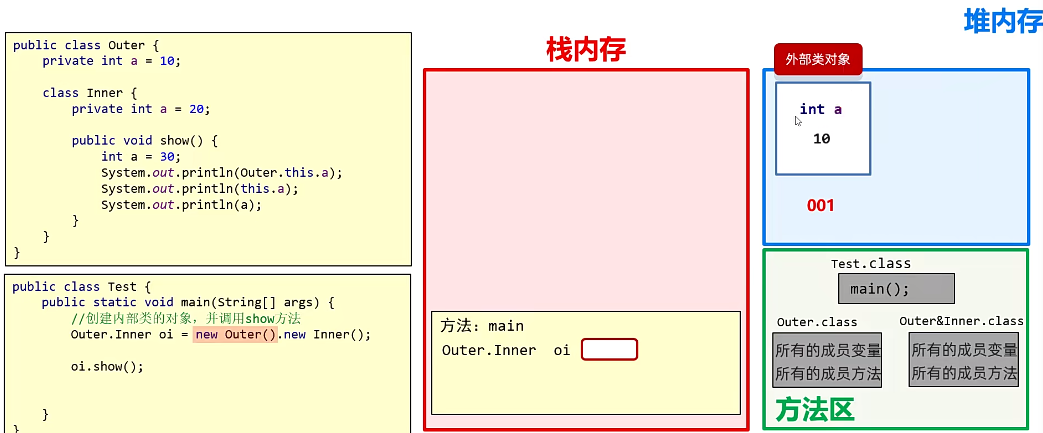 堆内存
栈内存
public class Outer {
private int a = 10;
class Inner {
private int a = 20;
public void show() {
int a = 30;
System.out.println(Outer.this.a);
System.out.println(this.a);
System.out.println(a);
}
}
}
public class Test {
public static void main(String[] args) {
//创建内部类的对象，并调用show方法
Outer.Inner oi = new Outer().new Inner();
oi.show();
}
}
方法：main
Outer.Inner oi
外部类对象
int a
10
001
Test.class
main();
Outer.class
所有的成员变量
所有的成员方法
Outer&Inner.class
所有的成员变量
所有的成员方法
方法区